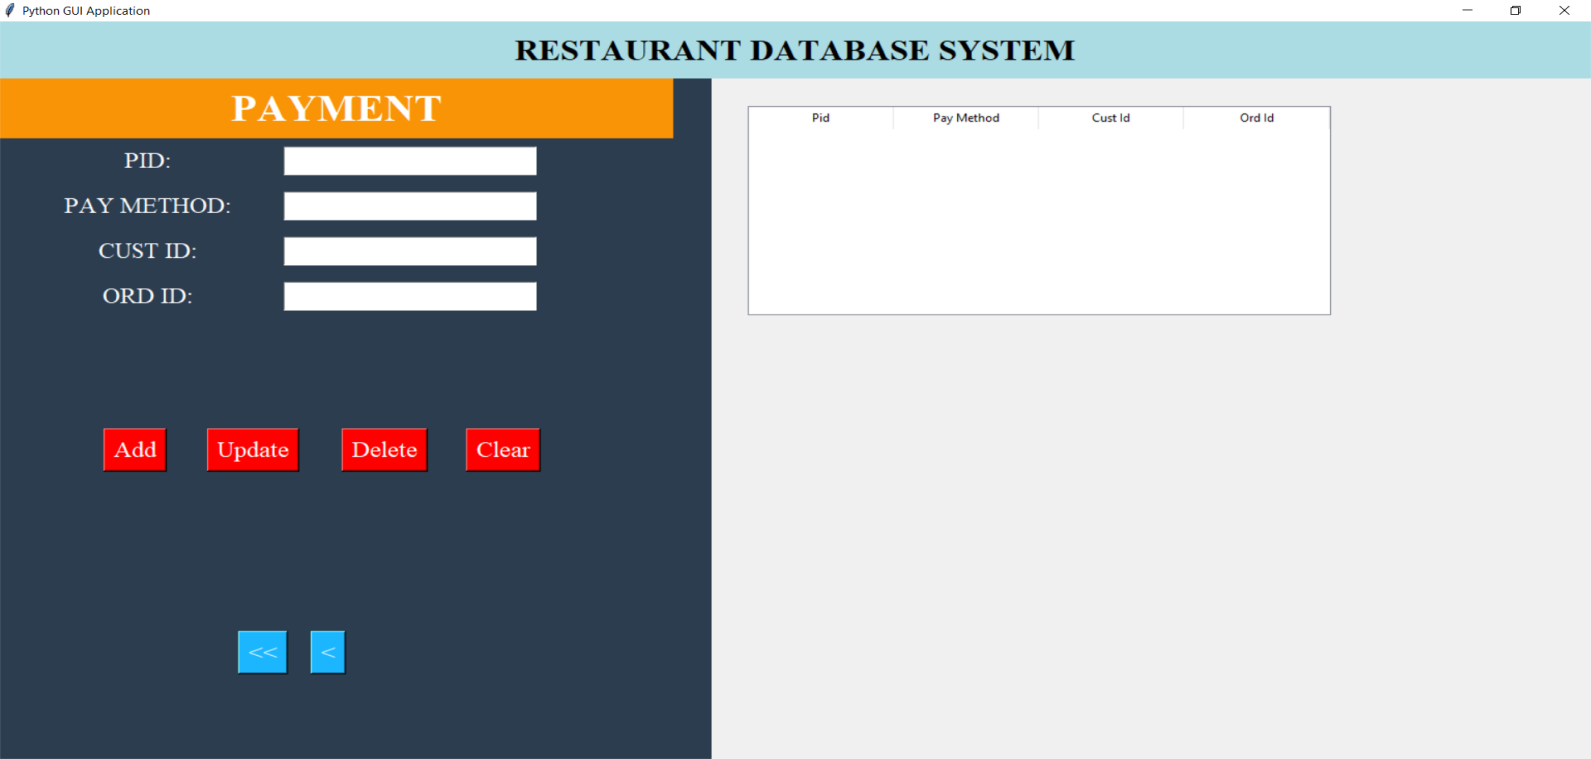 Python GUI Application
RESTAURANT DATABASE SYSTEM
PAYMENT
PID:
PAY METHOD:
CUST ID:
ORD ID:
Add Update Delete Clear
<< <
Pid Pay Method Cust Id Ord Id